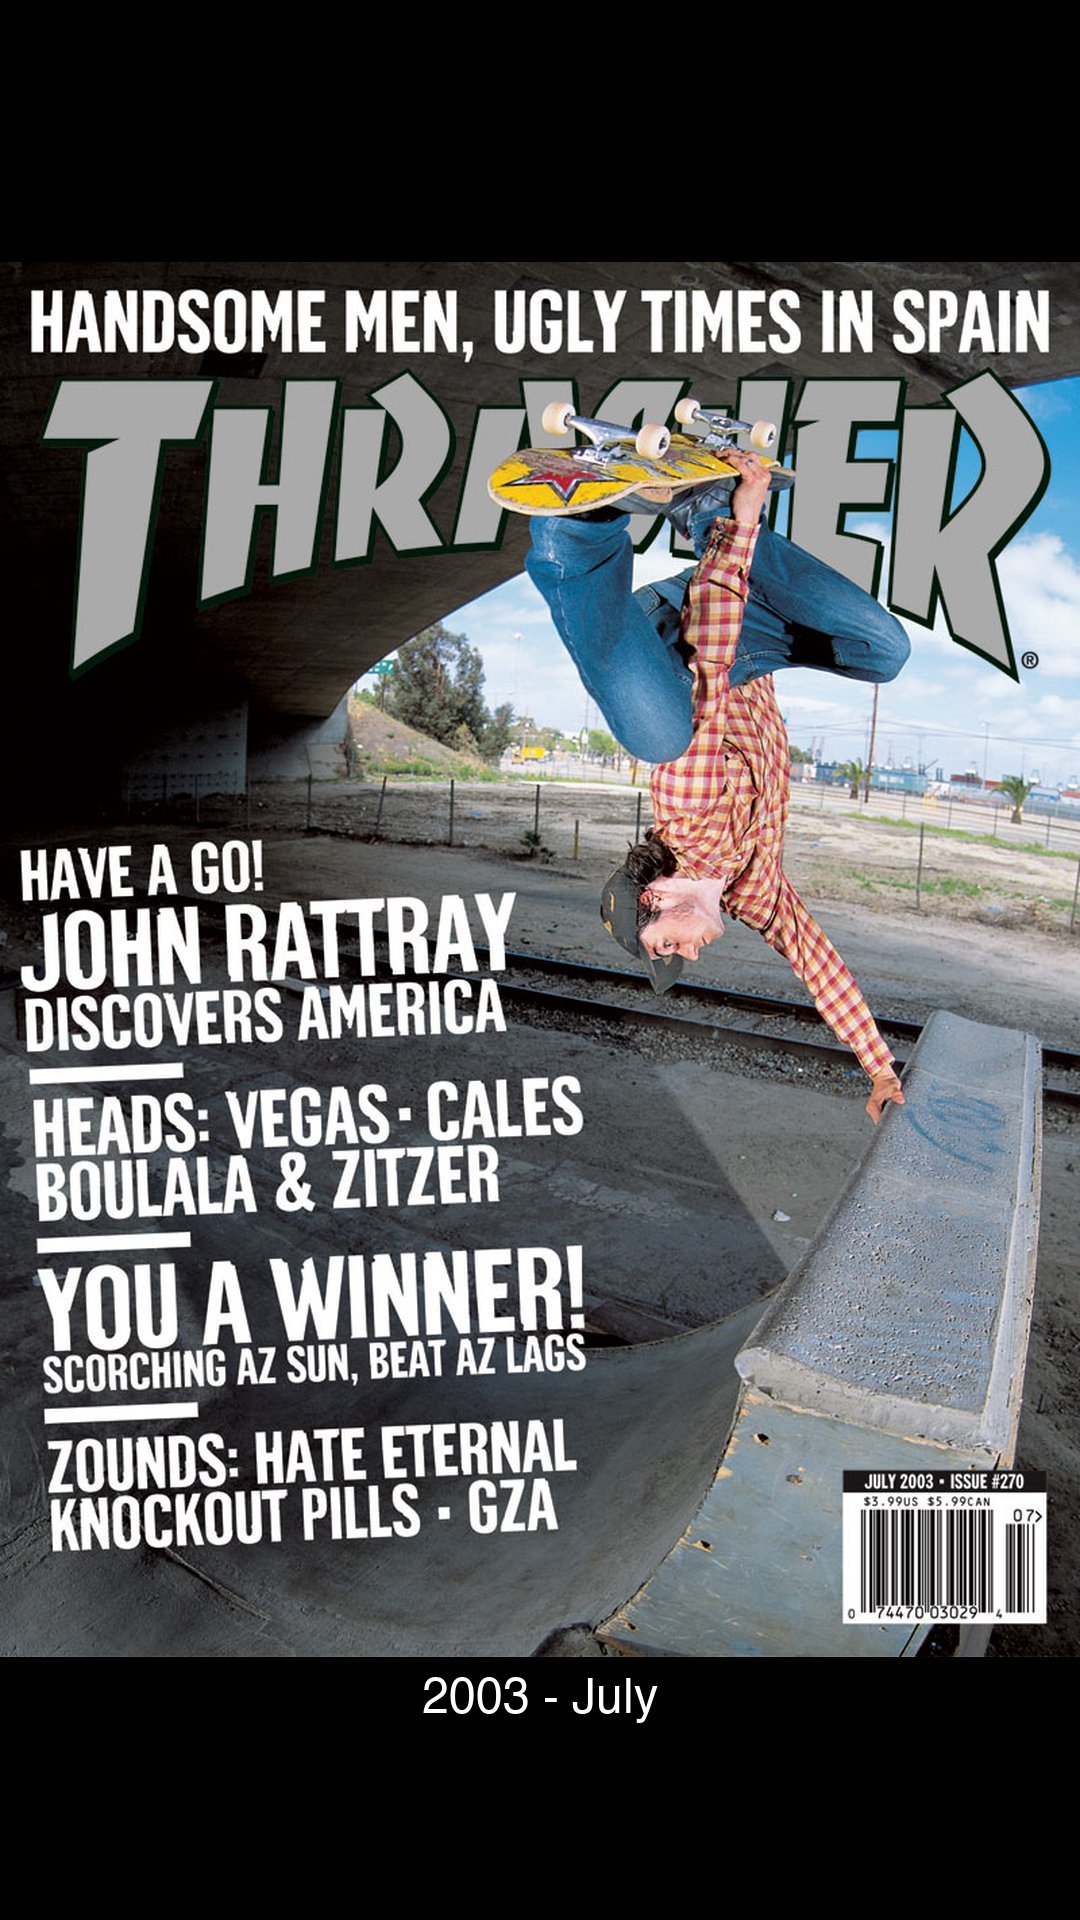 HANDSOME MEN, UGLY TIMES IN SPAIN
THRASHER
®
HAVE A GO!
JOHN RATTRAY
DISCOVERS AMERICA
HEADS: VEGAS · CALES
BOULALA & ZITZER
YOU A WINNER!
SCORCHING AZ SUN, BEAT AZ LAGS
ZOUNDS: HATE ETERNAL
KNOCKOUT PILLS · GZA
JULY 2003 · ISSUE #270
$3.99US $5.99CAN
07>
0 74470 03029 4
2003 - July